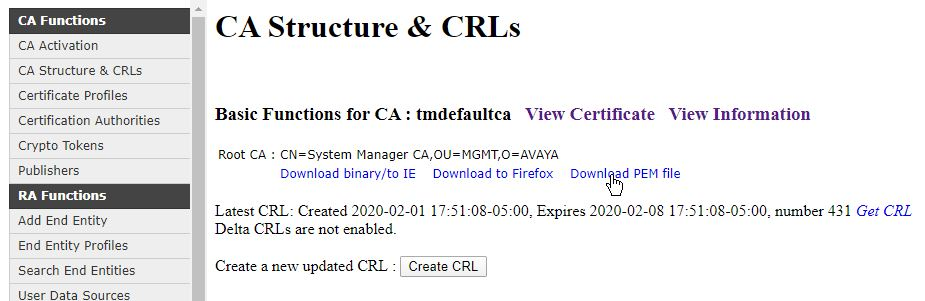 CA Functions
CA Activation
CA Structure & CRLs
Certificate Profiles
Certification Authorities
Crypto Tokens
Publishers
RA Functions
Add End Entity
End Entity Profiles
Search End Entities
User Data Sources
CA Structure & CRLs
Basic Functions for CA : tmdefaultca View Certificate View Information
Root CA : CN=System Manager CA,OU=MGMT,O=AVAYA
Download binary/to IE Download to Firefox Download PEM file
Latest CRL: Created 2020-02-01 17:51:08-05:00, Expires 2020-02-08 17:51:08-05:00, number 431 Get CRL
Delta CRLs are not enabled.
Create a new updated CRL : Create CRL